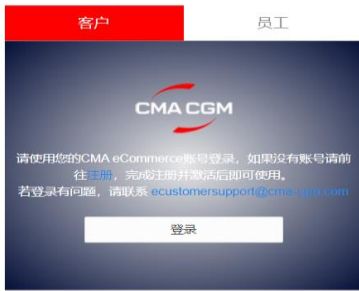 客户
员工
CMA CGM
请使用您的CMA eCommerce账号登录，如果没有账号请前
往注册，完成注册并激活后即可使用。
若登录有问题，请联系 ecustomersupport@cma-cgm.com
登录